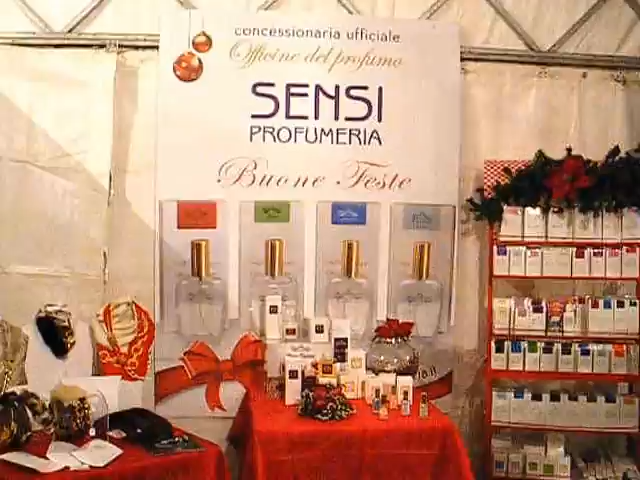 concessionaria ufficiale
Officine del profumo
SENSI
PROFUMERIA
Buone Feste